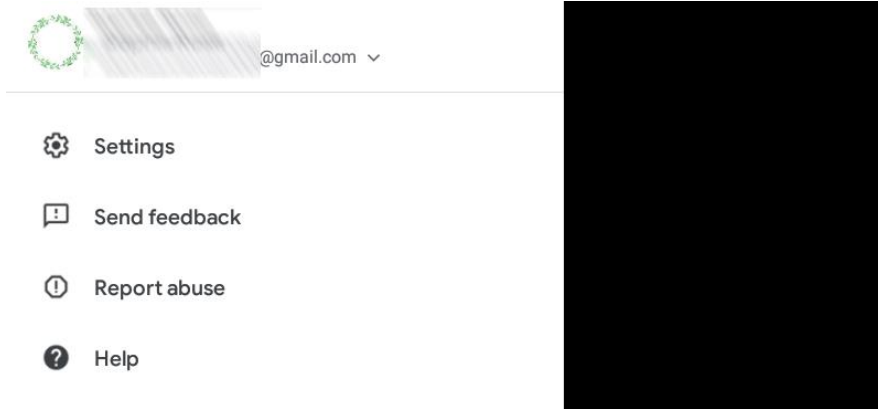 @gmail.com
Settings
Send feedback
Report abuse
Help